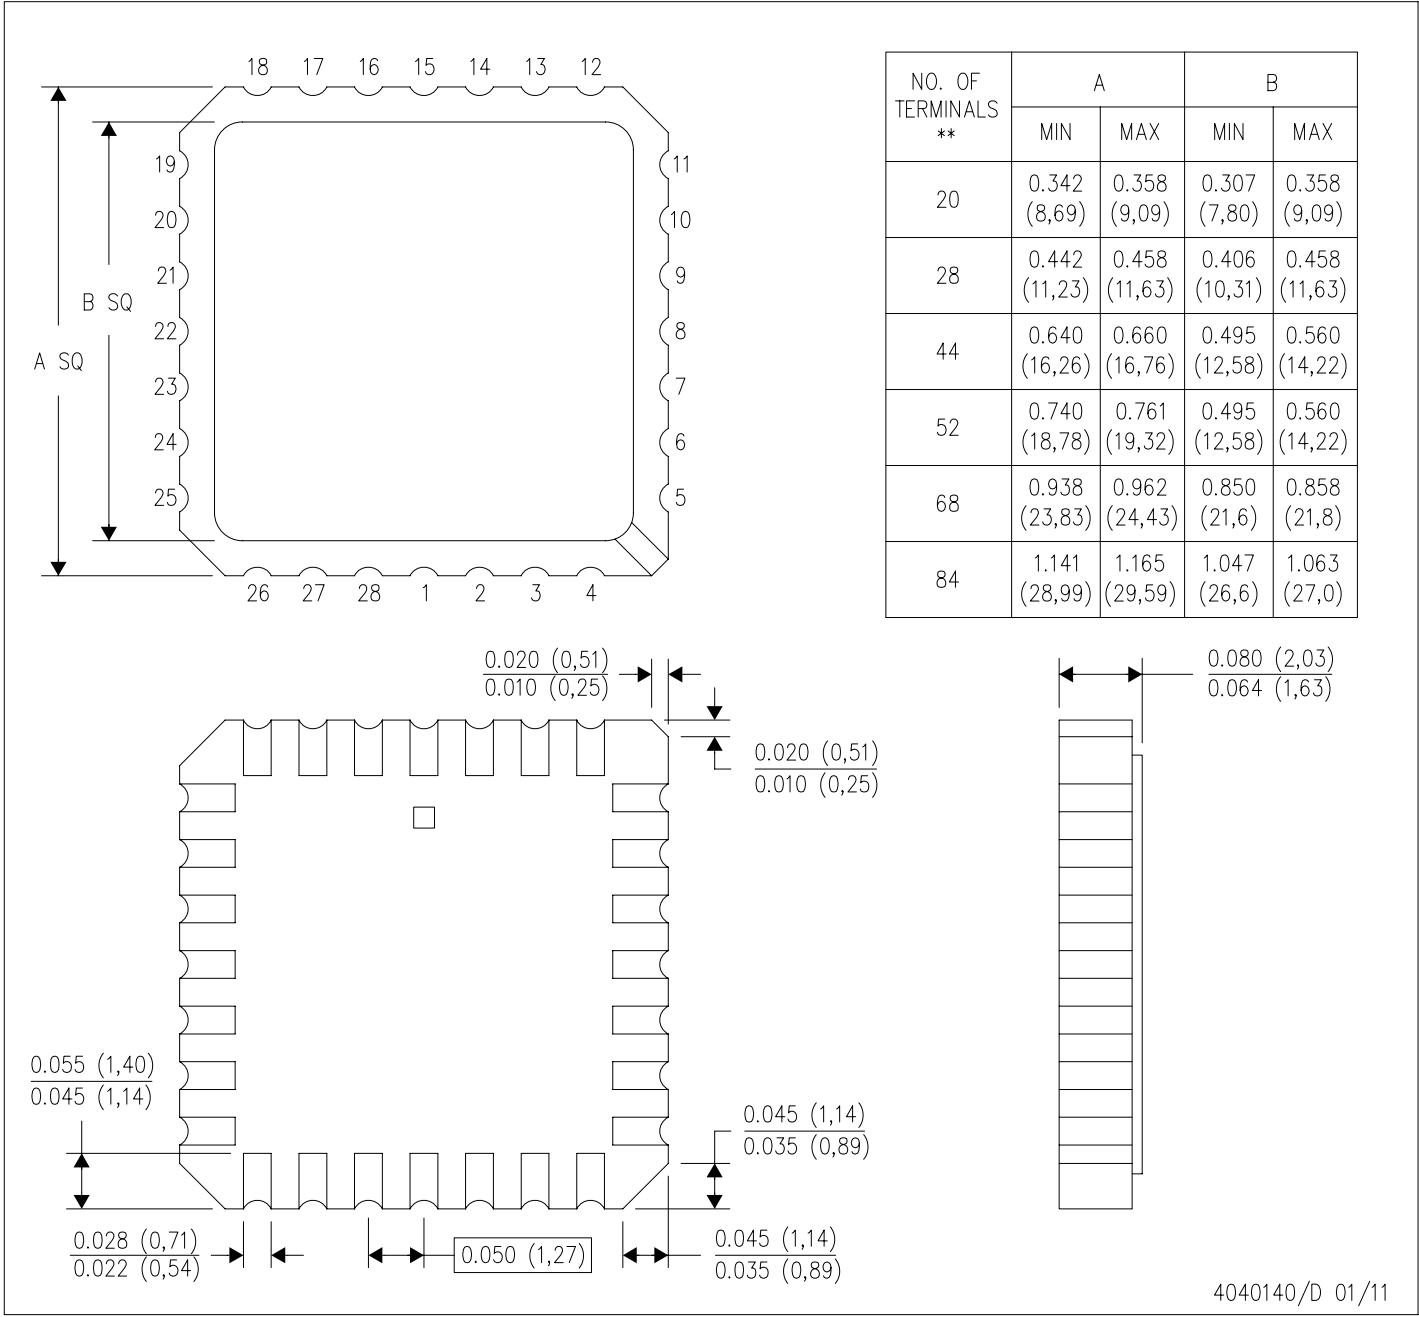 18 17 16 15 14 13 12
19
20
21
22
23
24
25
11
10
9
8
7
6
5
26 27 28 1 2 3 4
A SQ
B SQ
NO. OF TERMINALS ** A B
MIN MAX MIN MAX
20 0.342 (8,69) 0.358 (9,09) 0.307 (7,80) 0.358 (9,09)
28 0.442 (11,23) 0.458 (11,63) 0.406 (10,31) 0.458 (11,63)
44 0.640 (16,26) 0.660 (16,76) 0.495 (12,58) 0.560 (14,22)
52 0.740 (18,78) 0.761 (19,32) 0.495 (12,58) 0.560 (14,22)
68 0.938 (23,83) 0.962 (24,43) 0.850 (21,6) 0.858 (21,8)
84 1.141 (28,99) 1.165 (29,59) 1.047 (26,6) 1.063 (27,0)
0.020 (0,51)
0.010 (0,25)
0.020 (0,51)
0.010 (0,25)
0.080 (2,03)
0.064 (1,63)
0.055 (1,40)
0.045 (1,14)
0.045 (1,14)
0.035 (0,89)
0.028 (0,71)
0.022 (0,54)
0.050 (1,27)
0.045 (1,14)
0.035 (0,89)
4040140/D 01/11